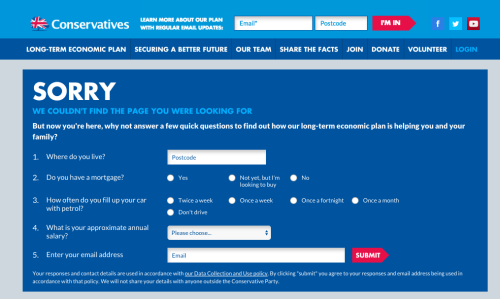 Conservatives
LEARN MORE ABOUT OUR PLAN
WITH REGULAR EMAIL UPDATES:
Email*
Postcode
I'M IN
LONG-TERM ECONOMIC PLAN SECURING A BETTER FUTURE OUR TEAM SHARE THE FACTS JOIN DONATE VOLUNTEER LOGIN
SORRY
WE COULDN'T FIND THE PAGE YOU WERE LOOKING FOR
But now you're here, why not answer a few quick questions to find out how our long-term economic plan is helping you and your
family?
1. Where do you live?
Postcode
2. Do you have a mortgage?
Yes
Not yet, but I'm
looking to buy
No
3. How often do you fill up your car
with petrol?
Twice a week
Once a week
Once a fortnight
Once a month
Don't drive
4. What is your approximate annual
salary?
Please choose...
5. Enter your email address
Email
SUBMIT
Your responses and contact details are used in accordance with our Data Collection and Use policy. By clicking "submit" you agree to your responses and email address being used in
accordance with that policy. We will not share your details with anyone outside the Conservative Party.